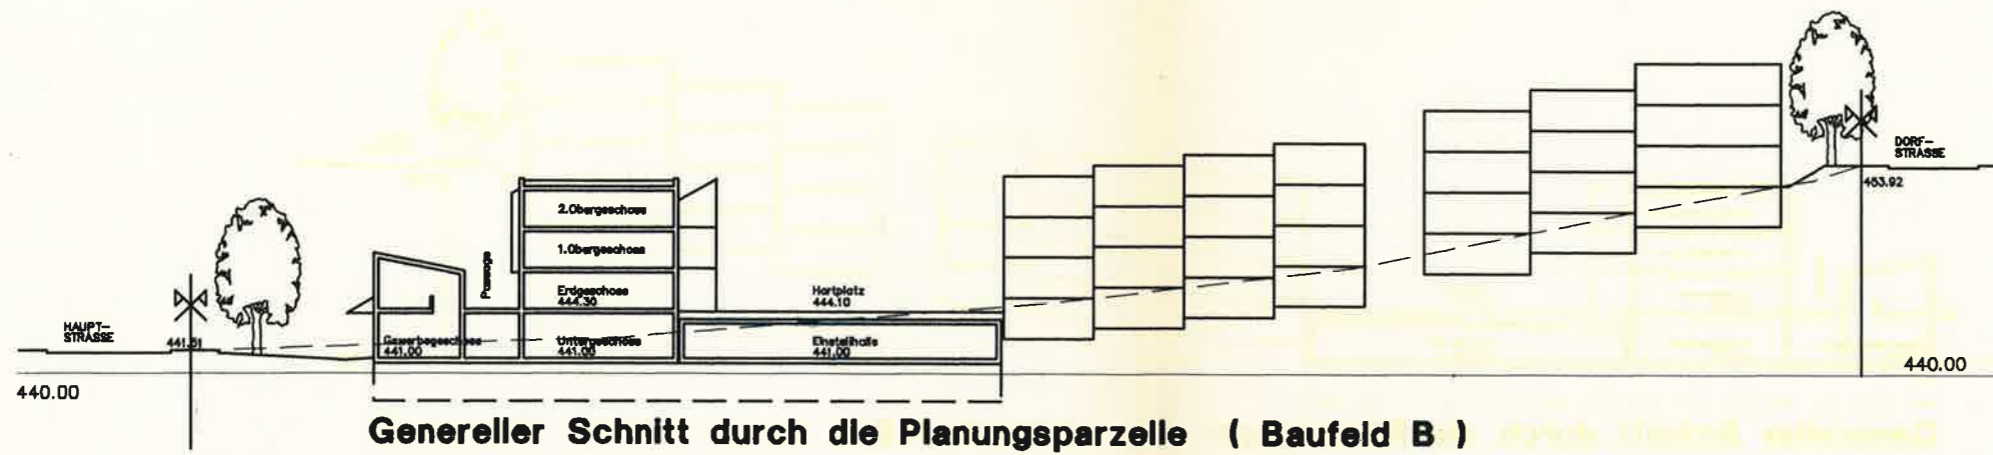 HAUPT-
STRASSE
441.51
440.00
Gewerbegeschoss
441.00
Passage
2.Obergeschoss
1.Obergeschoss
Erdgeschoss
444.30
Untergeschoss
441.00
Hartplatz
444.10
Einstellhalle
441.00
DORF-
STRASSE
453.92
440.00
Genereller Schnitt durch die Planungsparzelle ( Baufeld B )